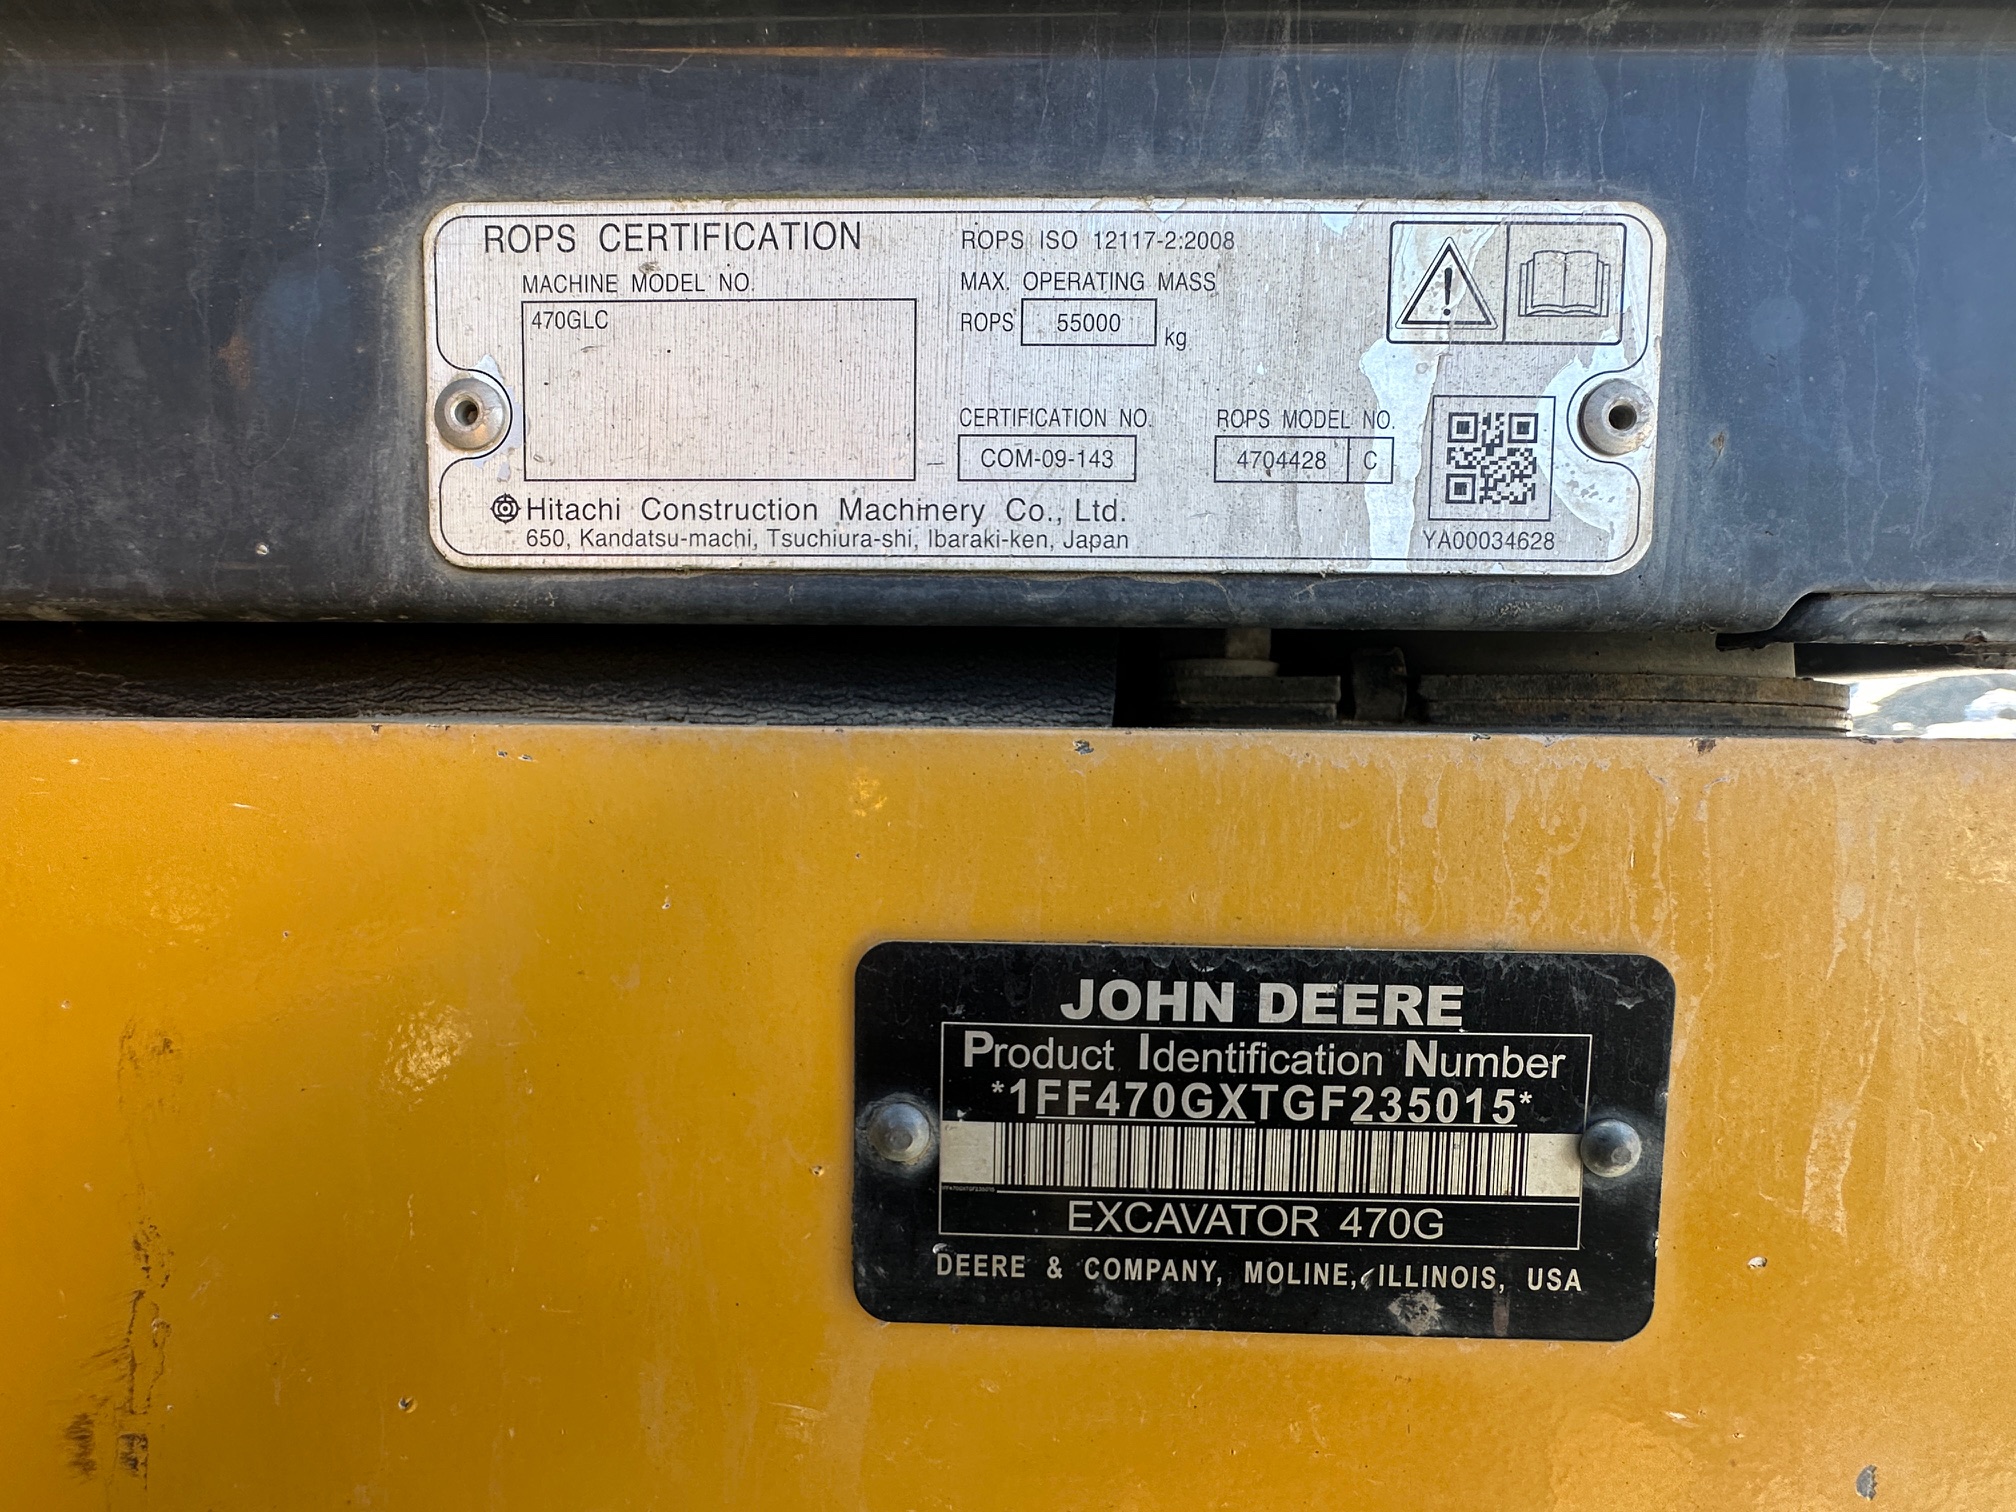 ROPS CERTIFICATION
ROPS ISO 12117-2:2008
MACHINE MODEL NO.
470GLC
MAX. OPERATING MASS
ROPS 55000 kg
CERTIFICATION NO.
COM-09-143
ROPS MODEL NO.
4704428 C
Hitachi Construction Machinery Co., Ltd.
650, Kandatsu-machi, Tsuchiura-shi, Ibaraki-ken, Japan
YA00034628
JOHN DEERE
Product Identification Number
*1FF470GXTGF235015*
1FF470GXTGF235015
EXCAVATOR 470G
DEERE & COMPANY, MOLINE, ILLINOIS, USA